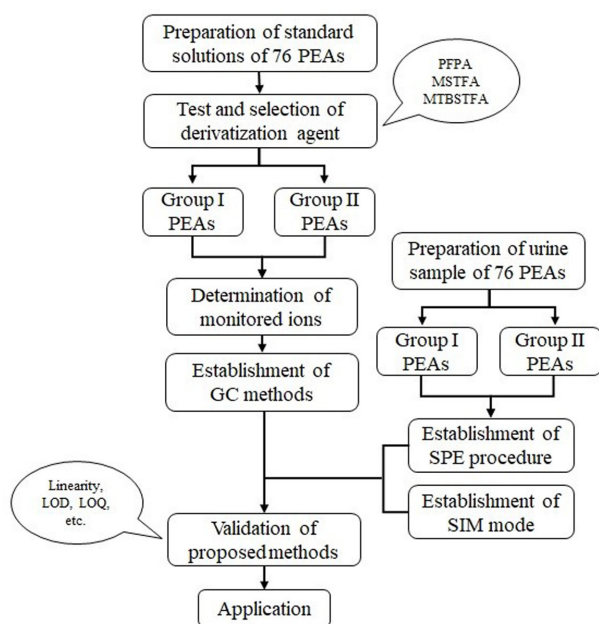 Preparation of standard
solutions of 76 PEAs
PFPA
MSTFA
MTBSTFA
Test and selection of
derivatization agent
Group I
PEAs
Group II
PEAs
Preparation of urine
sample of 76 PEAs
Determination of
monitored ions
Group I
PEAs
Group II
PEAs
Establishment of
GC methods
Establishment of
SPE procedure
Linearity,
LOD, LOQ,
etc.
Establishment of
SIM mode
Validation of
proposed methods
Application